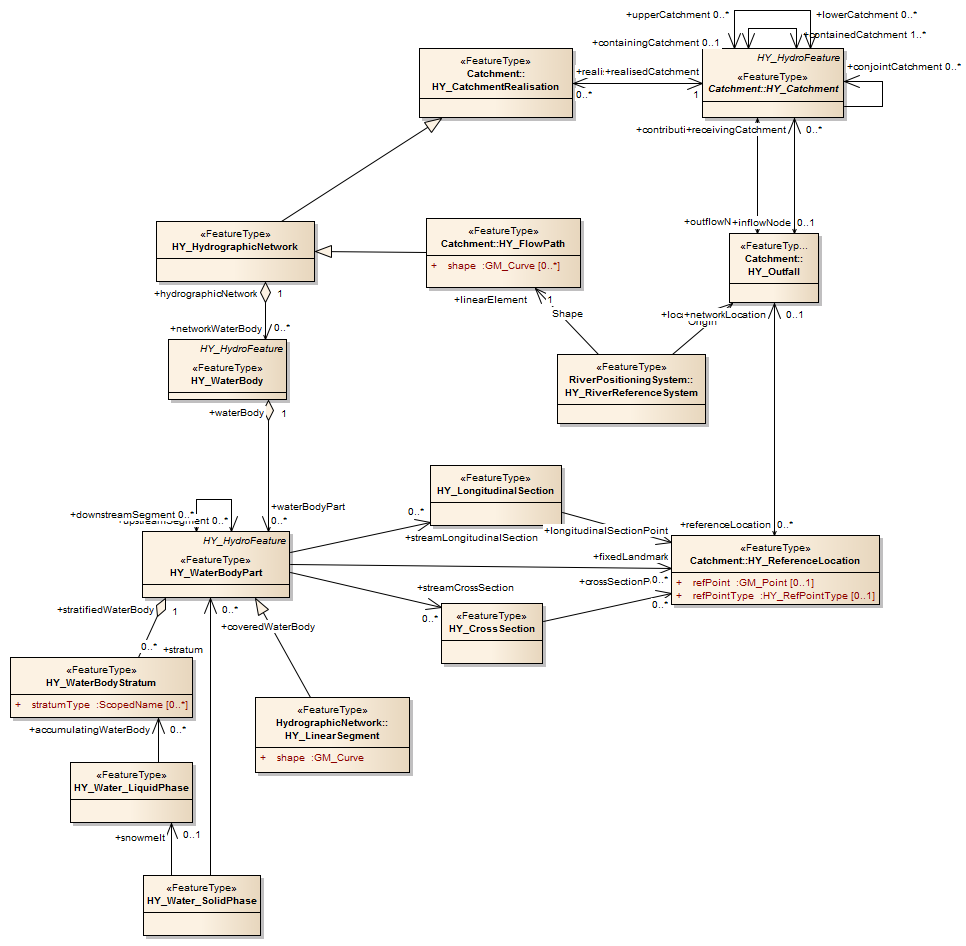 +upperCatchment 0..*
+lowerCatchment 0..*
+containingCatchment 0..1
+containedCatchment 1..*
HY_HydroFeature
«FeatureType»
Catchment::HY_Catchment
+conjointCatchment 0..*
«FeatureType»
Catchment::
HY_CatchmentRealisation
+reali:+realisedCatchment
0..*
1
+contributi+receivingCatchment
0..*
«FeatureType»
HY_HydrographicNetwork
«FeatureType»
Catchment::HY_FlowPath
+ shape :GM_Curve [0..*]
+outflowN+inflowNode
0..1
«FeatureTyp...
Catchment::
HY_Outfall
+hydrographicNetwork
1
+linearElement
1
Shape
+loc+networkLocation
0..1
Origin
+networkWaterBody
0..*
HY_HydroFeature
«FeatureType»
HY_WaterBody
«FeatureType»
RiverPositioningSystem::
HY_RiverReferenceSystem
+waterBody
1
«FeatureType»
HY_LongitudinalSection
+downstreamSegment 0..*
+upstreamSegment 0..*
+waterBodyPart
0..*
0..*
+streamLongitudinalSection
+longitudinalSectionPoint
+referenceLocation
0..*
HY_HydroFeature
«FeatureType»
HY_WaterBodyPart
+fixedLandmark
«FeatureType»
Catchment::HY_ReferenceLocation
+ refPoint :GM_Point [0..1]
+ refPointType :HY_RefPointType [0..1]
+streamCrossSection
0..*
+crossSectionP
0..*
0..*
«FeatureType»
HY_CrossSection
+stratifiedWaterBody
1
0..*
+coveredWaterBody
0..*
+stratum
«FeatureType»
HY_WaterBodyStratum
+ stratumType :ScopedName [0..*]
+accumulatingWaterBody
0..*
«FeatureType»
HydrographicNetwork::
HY_LinearSegment
+ shape :GM_Curve
«FeatureType»
HY_Water_LiquidPhase
+snowmelt
0..1
«FeatureType»
HY_Water_SolidPhase